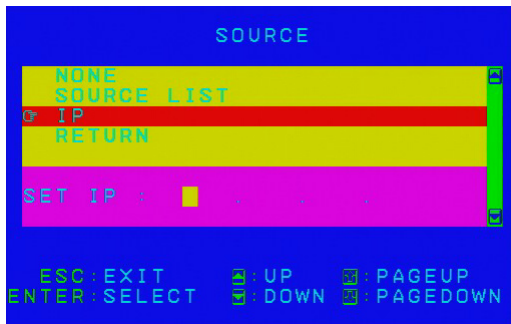 SOURCE
NONE
SOURCE LIST
IP
RETURN
SET IP : . . .
ESC:EXIT :UP :PAGEUP
ENTER:SELECT :DOWN :PAGEDOWN